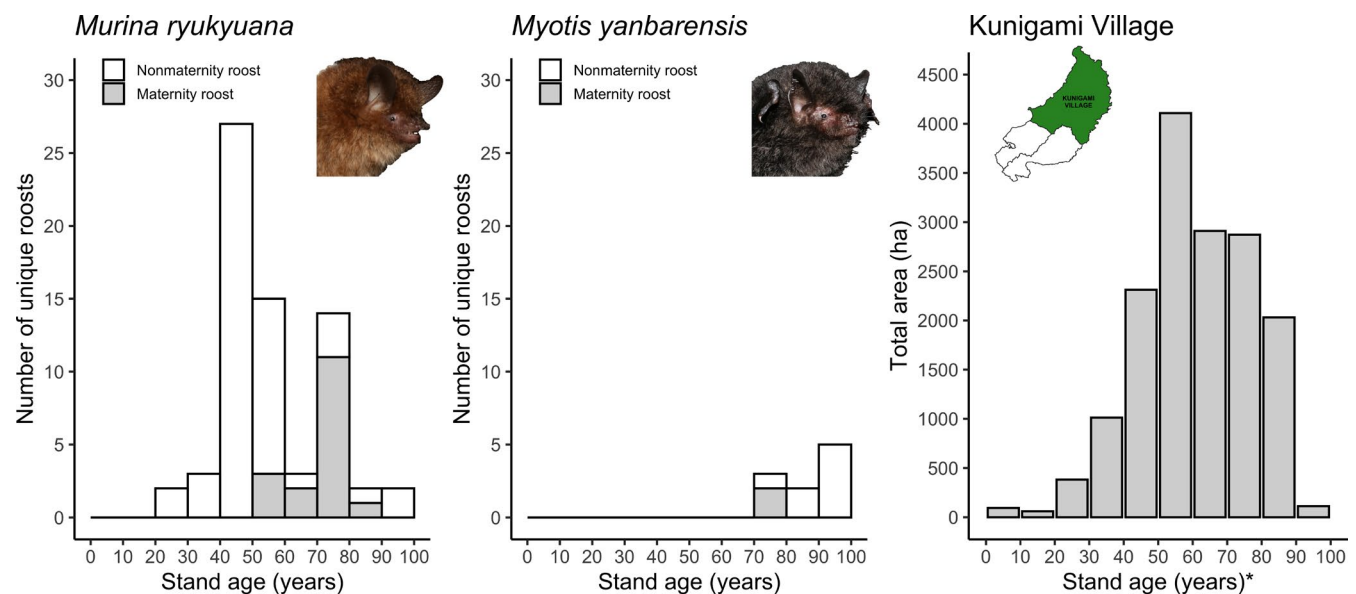 Murina ryukyuana
Number of unique roosts
30
25
20
15
10
5
0
Nonmaternity roost
Maternity roost
0 10 20 30 40 50 60 70 80 90 100
Stand age (years)
Myotis yanbarensis
Number of unique roosts
30
25
20
15
10
5
0
Nonmaternity roost
Maternity roost
0 10 20 30 40 50 60 70 80 90 100
Stand age (years)
Kunigami Village
Total area (ha)
4500
4000
3500
3000
2500
2000
1500
1000
500
0
KUNIGAMI
VILLAGE
0 10 20 30 40 50 60 70 80 90 100
Stand age (years)*